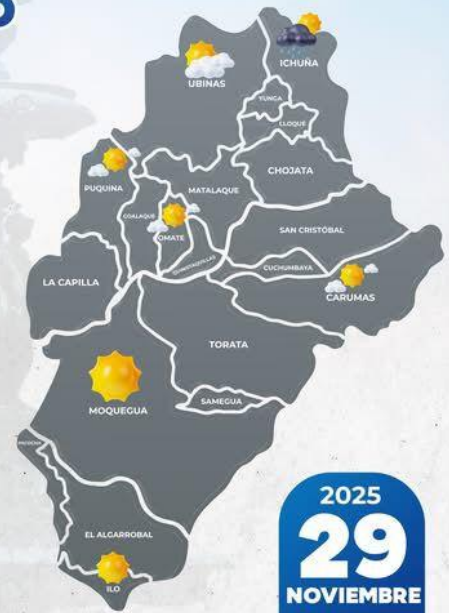 UBINAS
ICHUÑA
YUNGA
LLOQUE
CHOJATA
PUQUINA
MATALAQUE
COALAQUE
OMATE
QUINISTAQUILLAS
SAN CRISTÓBAL
CUCHUMBAYA
LA CAPILLA
CARUMAS
TORATA
MOQUEGUA
SAMEGUA
PACOCHA
EL ALGARROBAL
ILO
2025
29
NOVIEMBRE